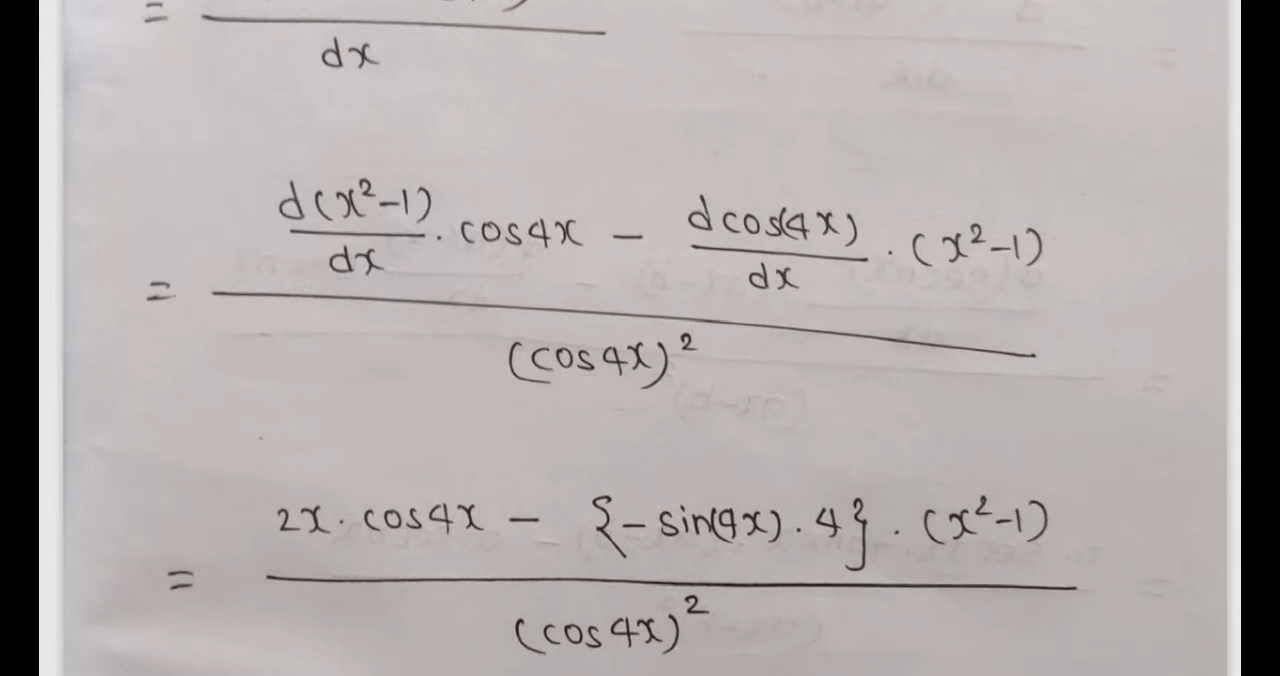 =
dx
= d(x²-1)/dx . cos4x - d cos(4x)/dx . (x²-1)
(cos4x)²
= 2x. cos4x - {-sin(4x). 4} . (x²-1)
(cos4x)²